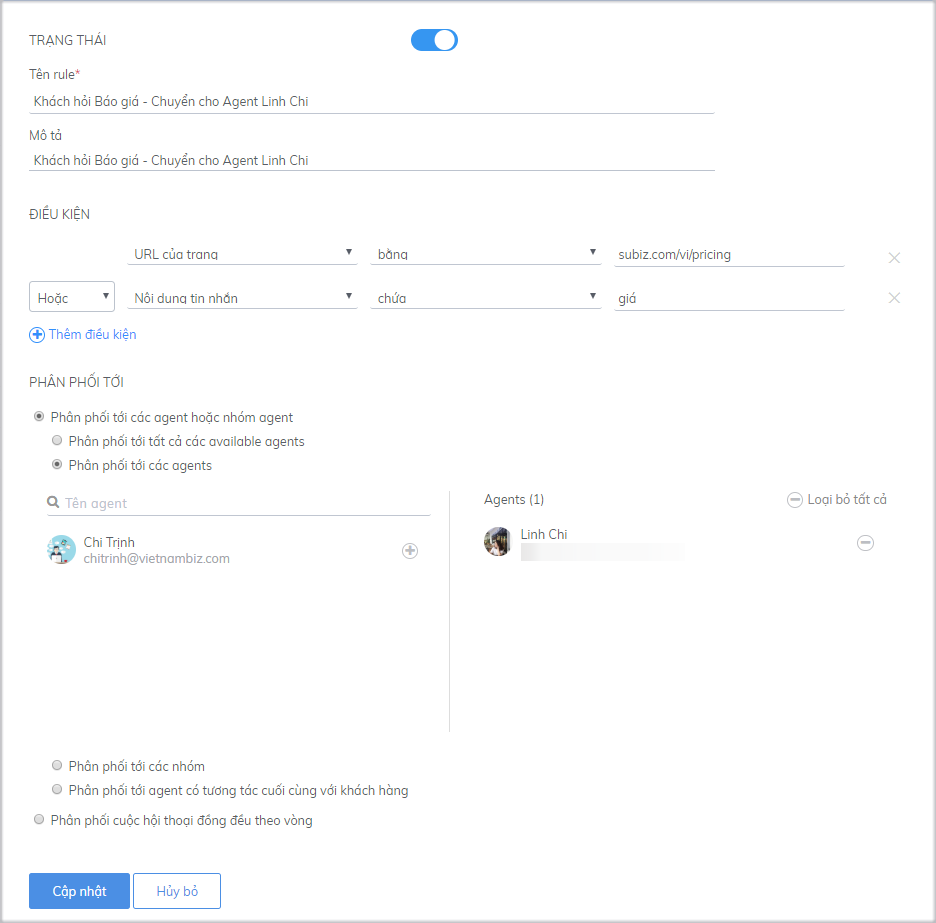 TRẠNG THÁI
Tên rule*
Khách hỏi Báo giá - Chuyển cho Agent Linh Chi
Mô tả
Khách hỏi Báo giá - Chuyển cho Agent Linh Chi
ĐIỀU KIỆN
URL của trang bằng subiz.com/vi/pricing
Hoặc Nội dung tin nhắn chứa giá
Thêm điều kiện
PHÂN PHỐI TỚI
Phân phối tới các agent hoặc nhóm agent
Phân phối tới tất cả các available agents
Phân phối tới các agents
Tên agent
Chi Trịnh
chitrinh@vietnambiz.com
Agents (1) Loại bỏ tất cả
Linh Chi
Phân phối tới các nhóm
Phân phối tới agent có tương tác cuối cùng với khách hàng
Phân phối cuộc hội thoại đồng đều theo vòng
Cập nhật Hủy bỏ